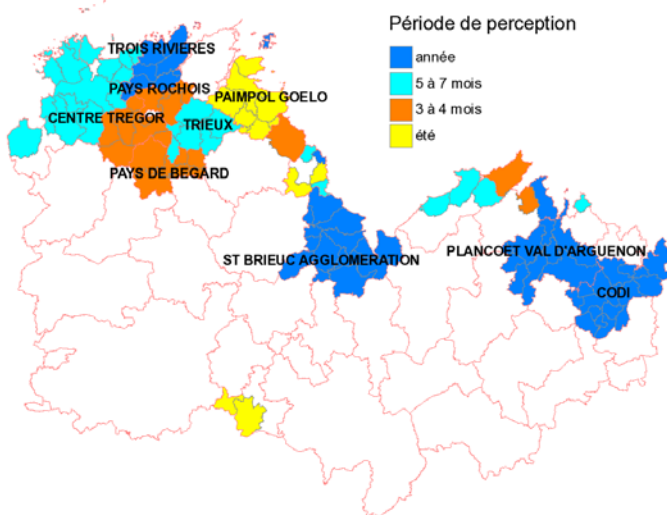 Période de perception
année
5 à 7 mois
3 à 4 mois
été
TROIS RIVIERES
PAYS ROCHOIS
PAIMPOL GOELO
CENTRE TREGOR
TRIEUX
PAYS DE BEGARD
ST BRIEUC AGGLOMERATION
PLANCOET VAL D'ARGUENON
CODI